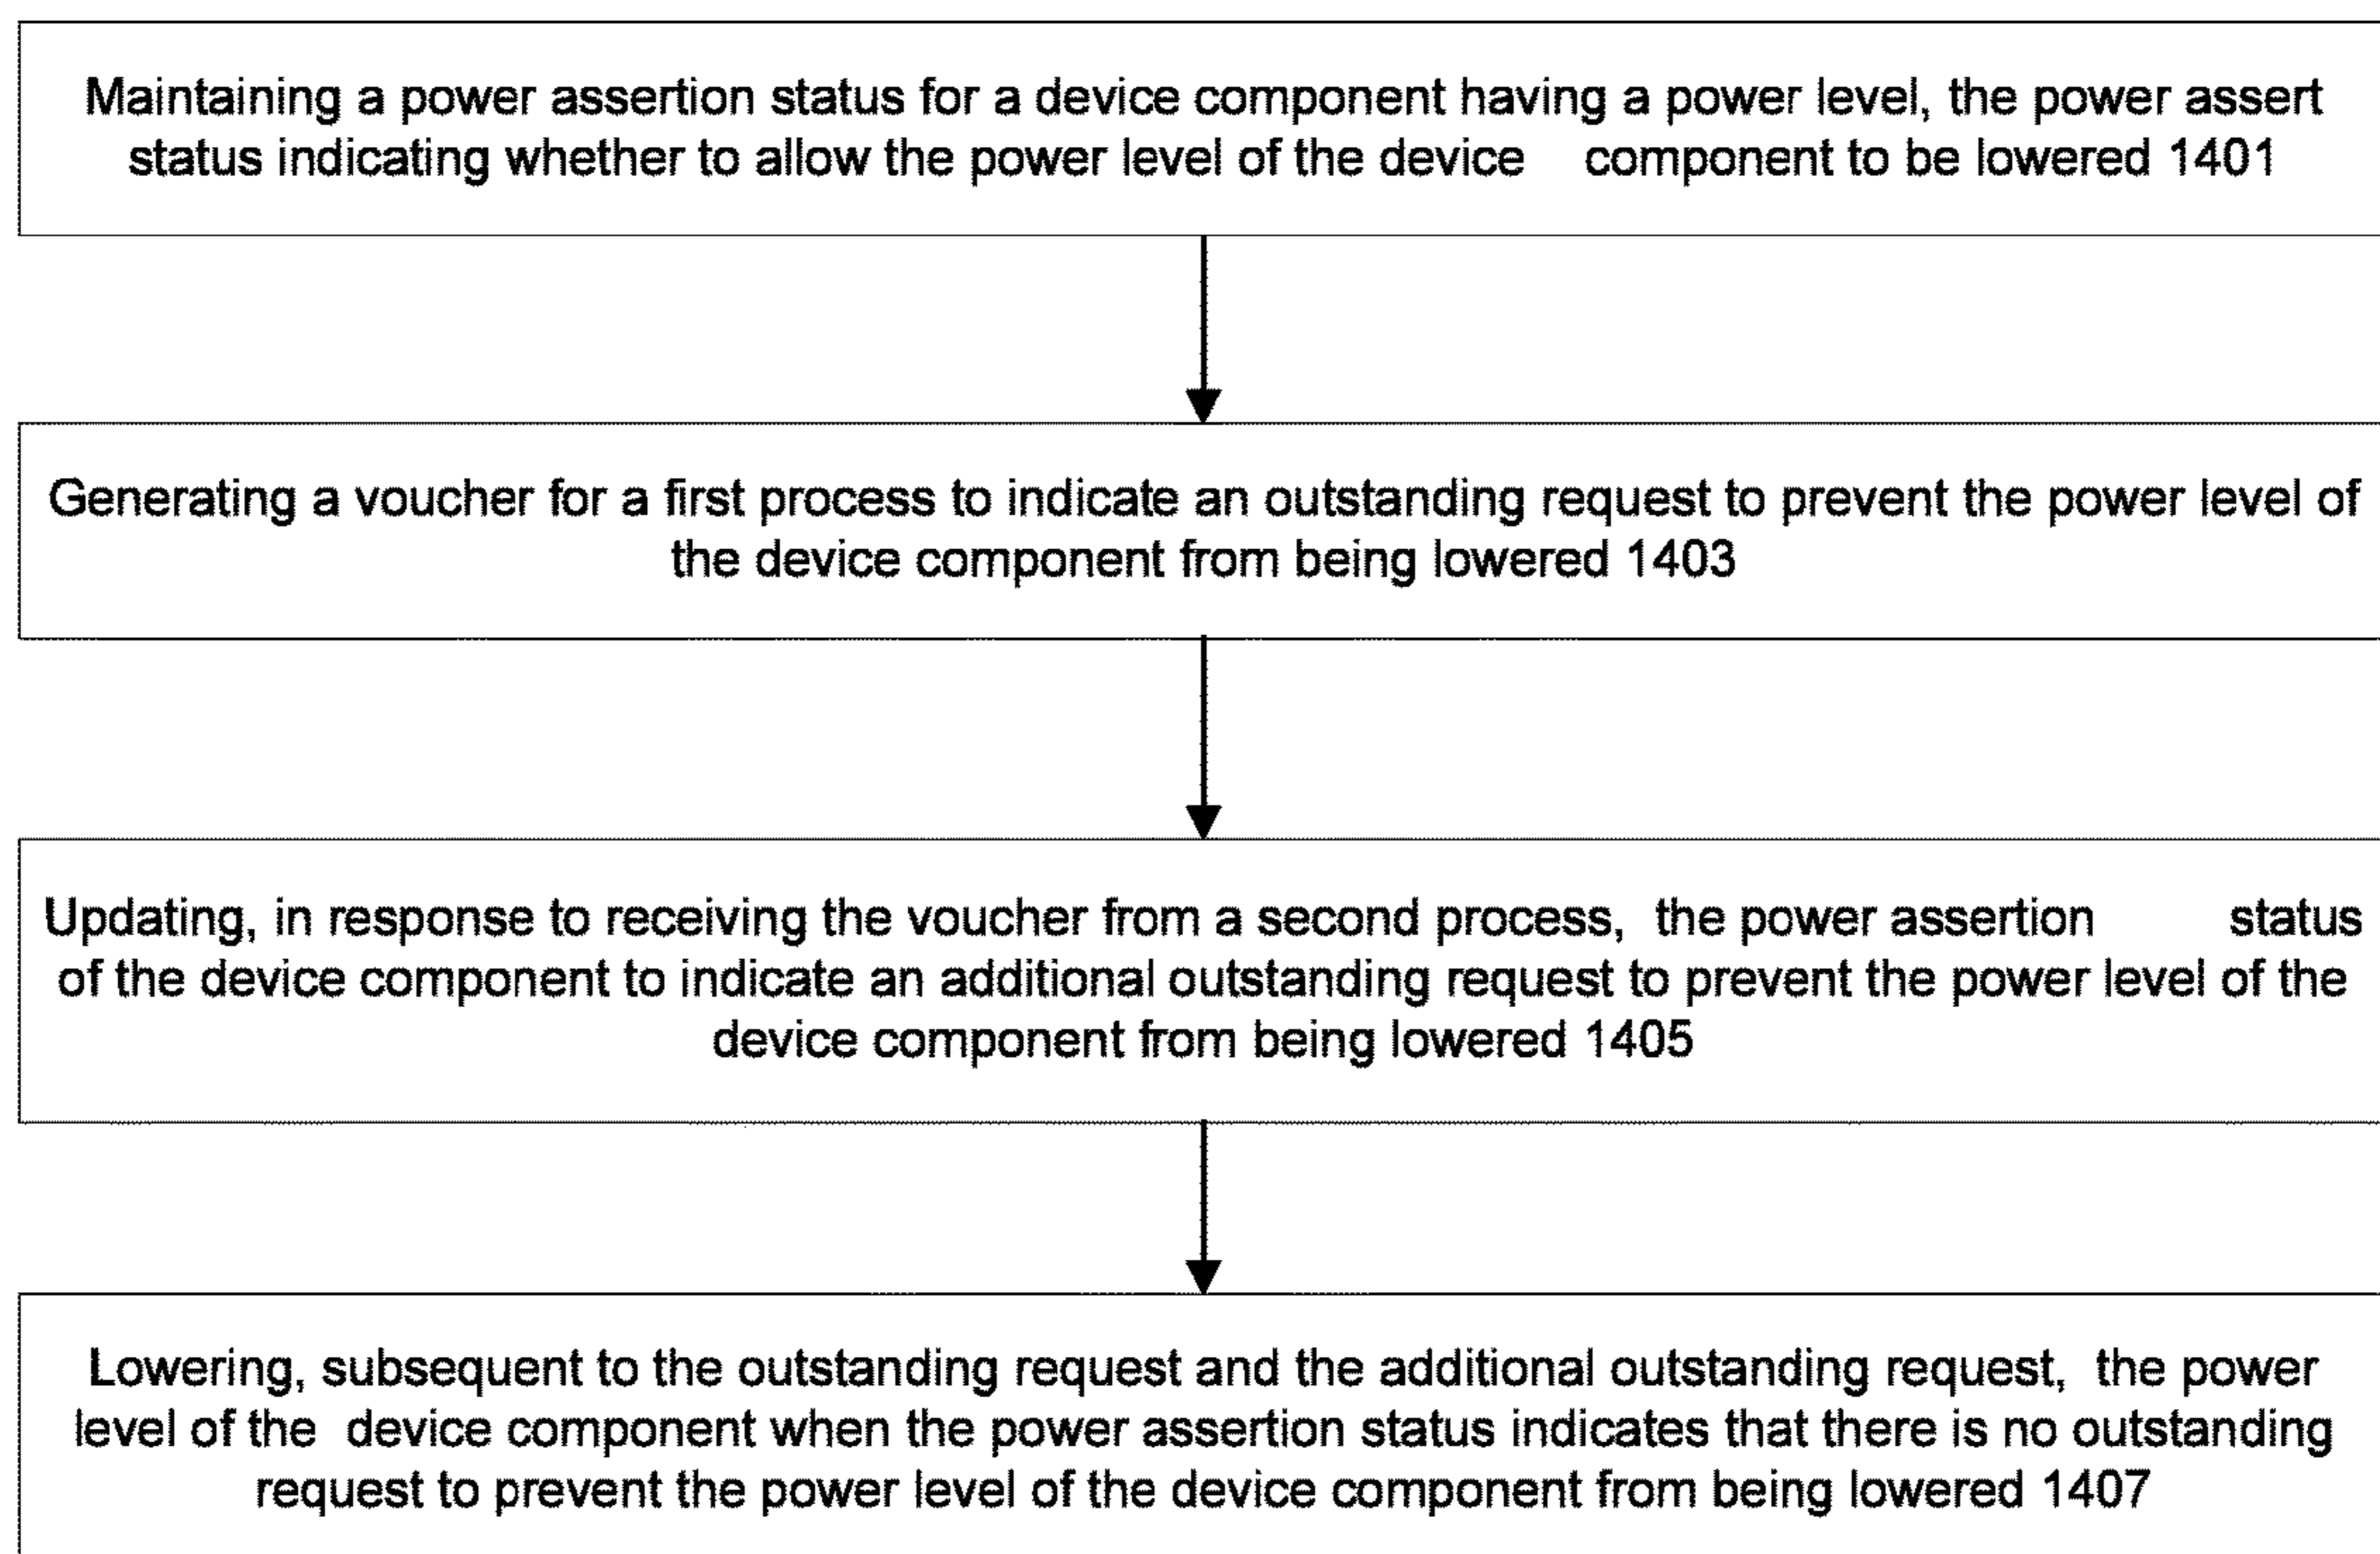 Maintaining a power assertion status for a device component having a power level, the power assert
status indicating whether to allow the power level of the device component to be lowered 1401
Generating a voucher for a first process to indicate an outstanding request to prevent the power level of
the device component from being lowered 1403
Updating, in response to receiving the voucher from a second process, the power assertion status
of the device component to indicate an additional outstanding request to prevent the power level of the
device component from being lowered 1405
Lowering, subsequent to the outstanding request and the additional outstanding request, the power
level of the device component when the power assertion status indicates that there is no outstanding
request to prevent the power level of the device component from being lowered 1407